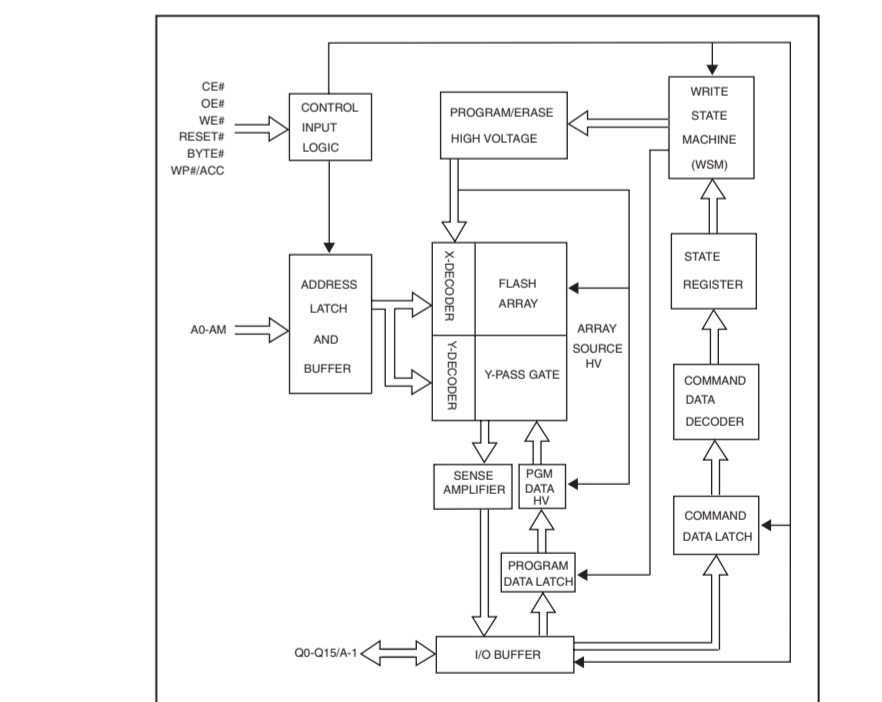 CE#
OE#
WE#
RESET#
BYTE#
WP#/ACC
CONTROL
INPUT
LOGIC
PROGRAM/ERASE
HIGH VOLTAGE
WRITE
STATE
MACHINE
(WSM)
STATE
REGISTER
ADDRESS
LATCH
AND
BUFFER
A0-AM
X-DECODER
FLASH
ARRAY
Y-DECODER
Y-PASS GATE
ARRAY
SOURCE
HV
COMMAND
DATA
DECODER
SENSE
AMPLIFIER
PGM
DATA
HV
COMMAND
DATA LATCH
PROGRAM
DATA LATCH
Q0-Q15/A-1
I/O BUFFER